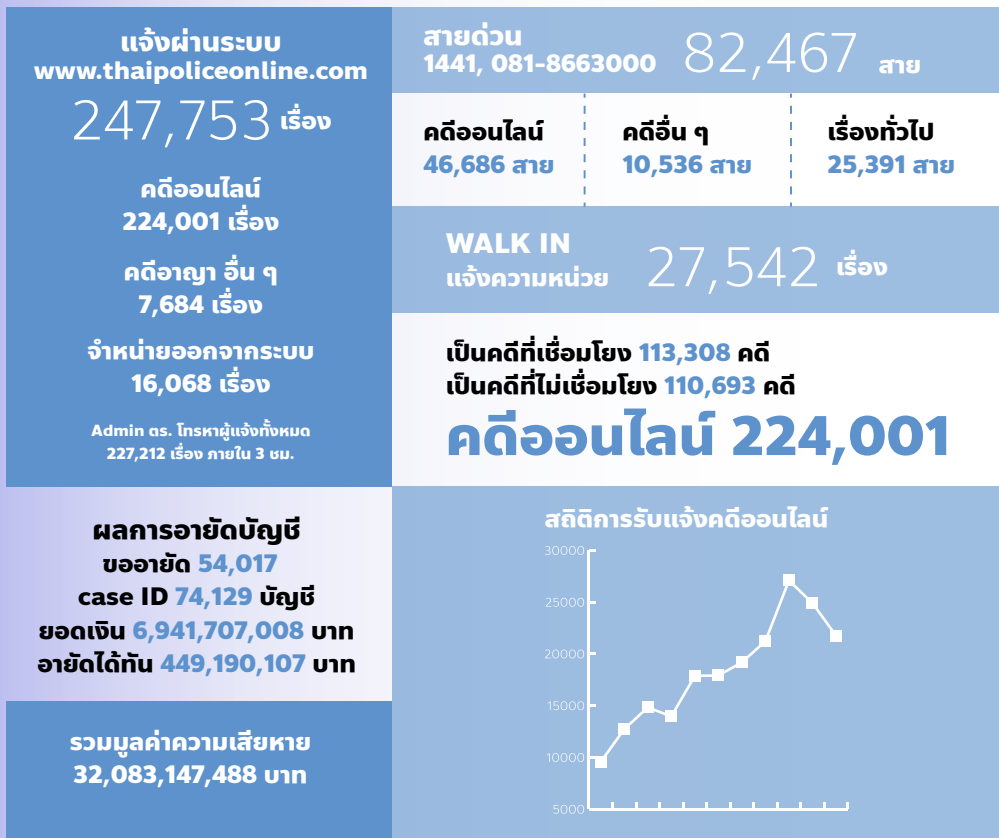 แจ้งผ่านระบบ
www.thaipoliceonline.com
247,753 เรื่อง
คดีออนไลน์
224,001 เรื่อง
คดีอาญา อื่น ๆ
7,684 เรื่อง
จำหน่ายออกจากระบบ
16,068 เรื่อง
Admin ตร. โทรหาผู้แจ้งทั้งหมด
227,212 เรื่อง ภายใน 3 ชม.
สายด่วน
1441, 081-8663000 82,467 สาย
คดีออนไลน์
46,686 สาย
คดีอื่น ๆ
10,536 สาย
เรื่องทั่วไป
25,391 สาย
WALK IN
แจ้งความหน่วย 27,542 เรื่อง
เป็นคดีที่เชื่อมโยง 113,308 คดี
เป็นคดีที่ไม่เชื่อมโยง 110,693 คดี
คดีออนไลน์ 224,001
ผลการอายัดบัญชี
ขออายัด 54,017
case ID 74,129 บัญชี
ยอดเงิน 6,941,707,008 บาท
อายัดได้ทัน 449,190,107 บาท
รวมมูลค่าความเสียหาย
32,083,147,488 บาท
สถิติการรับแจ้งคดีออนไลน์
30000
25000
20000
15000
10000
5000